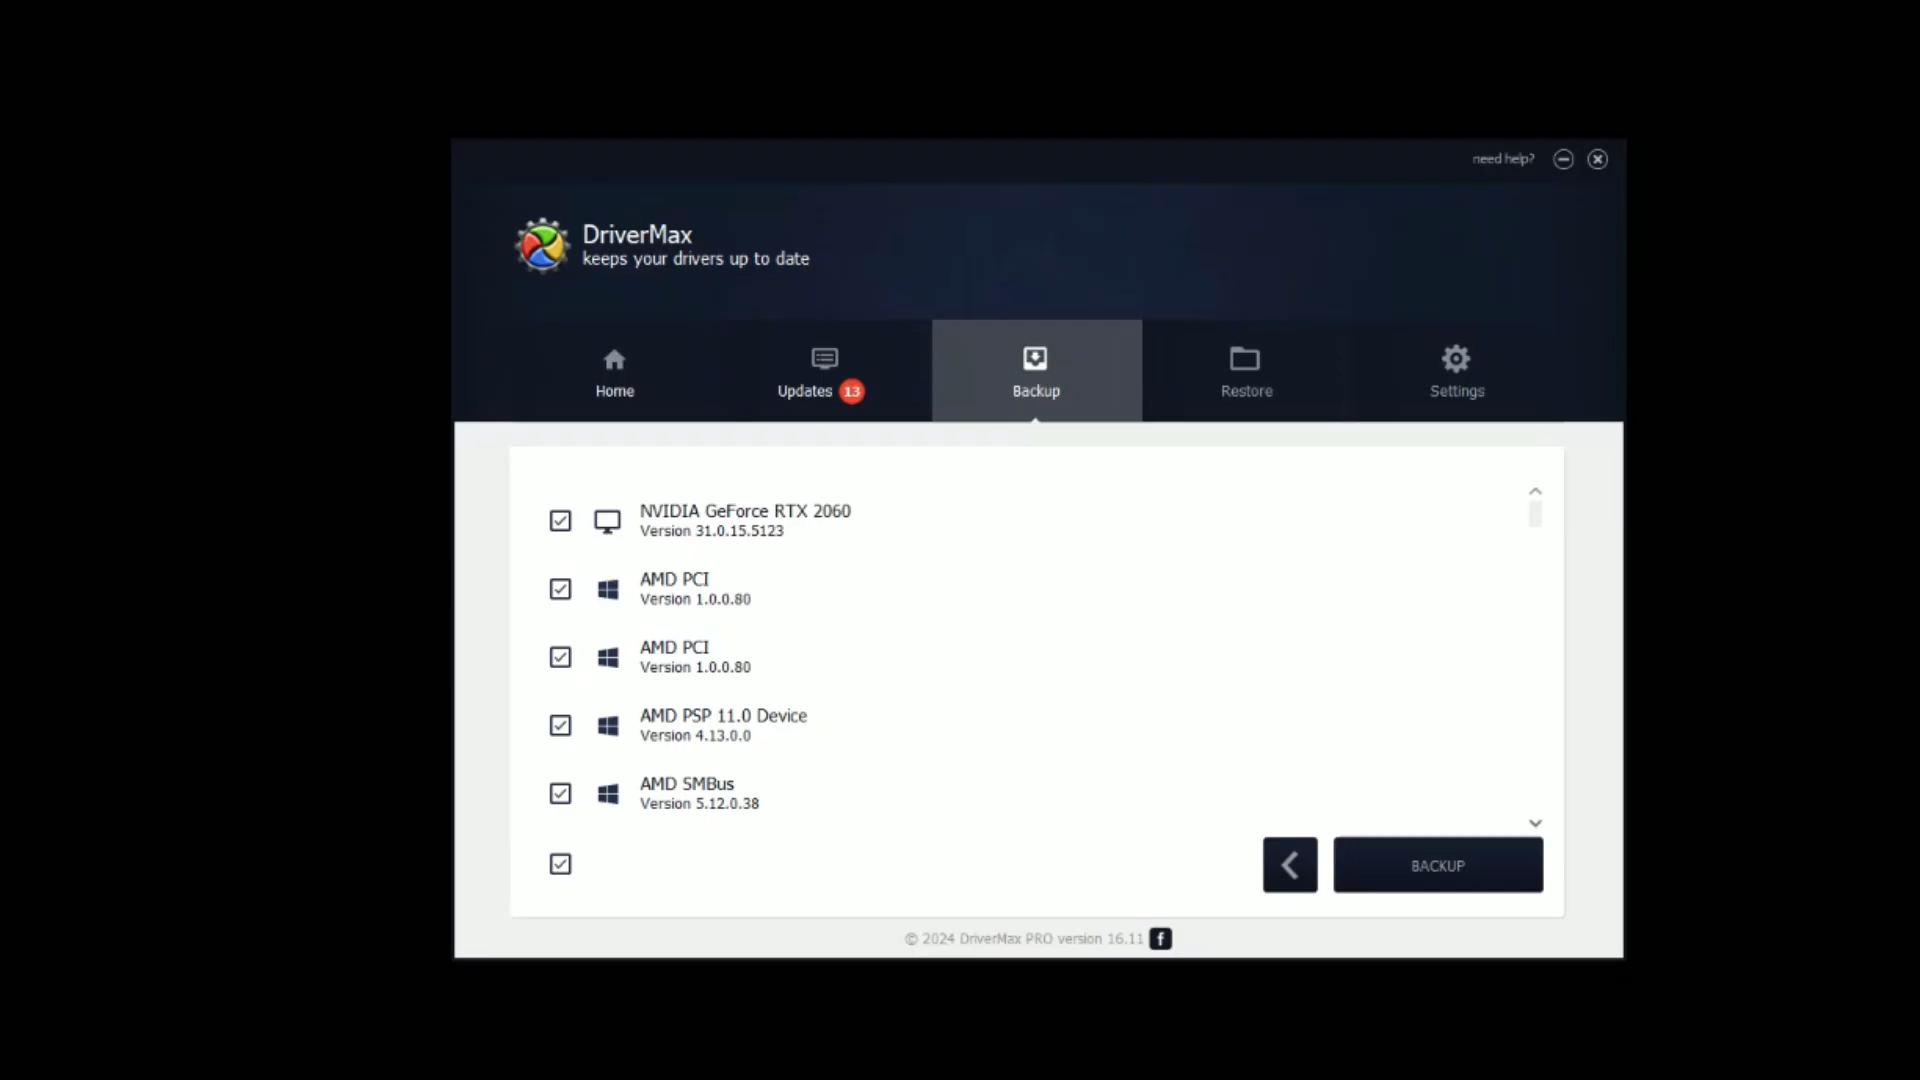 need help?
DriverMax
keeps your drivers up to date
Home
Updates 13
Backup
Restore
Settings
NVIDIA GeForce RTX 2060
Version 31.0.15.5123
AMD PCI
Version 1.0.0.80
AMD PCI
Version 1.0.0.80
AMD PSP 11.0 Device
Version 4.13.0.0
AMD SMBus
Version 5.12.0.38
BACKUP
© 2024 DriverMax PRO version 16.11 f